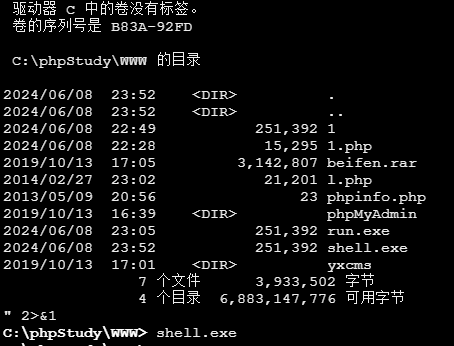 驱动器 C 中的卷没有标签。
卷的序列号是 B83A-92FD
C:\phpStudy\WWW 的目录
2024/06/08  23:52    <DIR>          .
2024/06/08  23:52    <DIR>          ..
2024/06/08  22:49           251,392 1
2024/06/08  22:28            15,295 1.php
2019/10/13  17:05         3,142,807 beifen.rar
2014/02/27  23:02            21,201 l.php
2013/05/09  20:56                23 phpinfo.php
2019/10/13  16:39    <DIR>          phpMyAdmin
2024/06/08  23:05           251,392 run.exe
2024/06/08  23:52           251,392 shell.exe
2019/10/13  17:01    <DIR>          yxcms
7 个文件      3,933,502 字节
4 个目录  6,883,147,776 可用字节
" 2>&1
C:\phpStudy\WWW> shell.exe